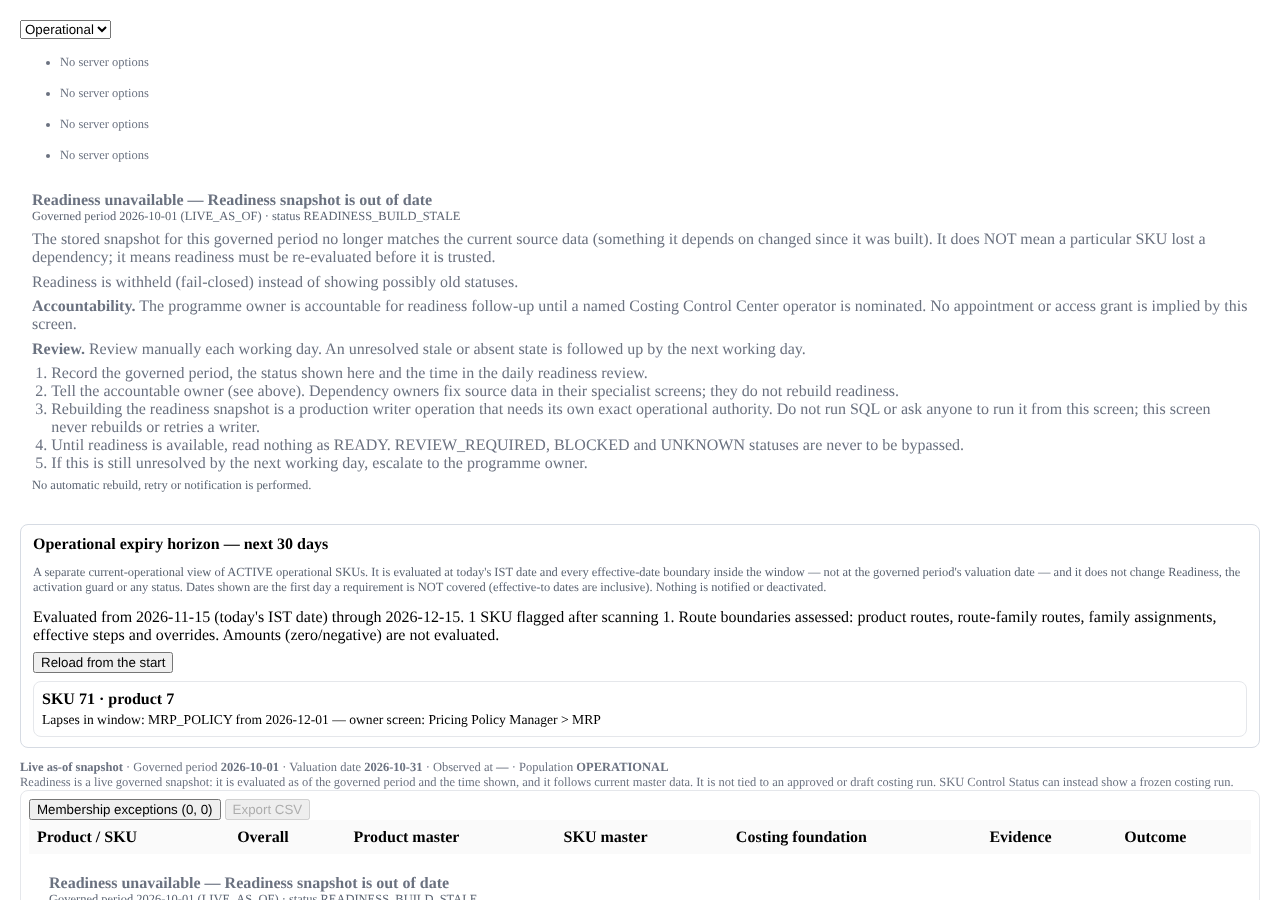 Operational
No server options
No server options
No server options
No server options
Readiness unavailable — Readiness snapshot is out of date
Governed period 2026-10-01 (LIVE_AS_OF) · status READINESS_BUILD_STALE
The stored snapshot for this governed period no longer matches the current source data (something it depends on changed since it was built). It does NOT mean a particular SKU lost a
dependency; it means readiness must be re-evaluated before it is trusted.
Readiness is withheld (fail-closed) instead of showing possibly old statuses.
Accountability. The programme owner is accountable for readiness follow-up until a named Costing Control Center operator is nominated. No appointment or access grant is implied by this
screen.
Review. Review manually each working day. An unresolved stale or absent state is followed up by the next working day.
1. Record the governed period, the status shown here and the time in the daily readiness review.
2. Tell the accountable owner (see above). Dependency owners fix source data in their specialist screens; they do not rebuild readiness.
3. Rebuilding the readiness snapshot is a production writer operation that needs its own exact operational authority. Do not run SQL or ask anyone to run it from this screen; this screen
never rebuilds or retries a writer.
4. Until readiness is available, read nothing as READY. REVIEW_REQUIRED, BLOCKED and UNKNOWN statuses are never to be bypassed.
5. If this is still unresolved by the next working day, escalate to the programme owner.
No automatic rebuild, retry or notification is performed.
Operational expiry horizon — next 30 days
A separate current-operational view of ACTIVE operational SKUs. It is evaluated at today's IST date and every effective-date boundary inside the window — not at the governed period's valuation date — and it does not change Readiness, the
activation guard or any status. Dates shown are the first day a requirement is NOT covered (effective-to dates are inclusive). Nothing is notified or deactivated.
Evaluated from 2026-11-15 (today's IST date) through 2026-12-15. 1 SKU flagged after scanning 1. Route boundaries assessed: product routes, route-family routes, family assignments,
effective steps and overrides. Amounts (zero/negative) are not evaluated.
Reload from the start
SKU 71 · product 7
Lapses in window: MRP_POLICY from 2026-12-01 — owner screen: Pricing Policy Manager > MRP
Live as-of snapshot · Governed period 2026-10-01 · Valuation date 2026-10-31 · Observed at — · Population OPERATIONAL
Readiness is a live governed snapshot: it is evaluated as of the governed period and the time shown, and it follows current master data. It is not tied to an approved or draft costing run. SKU Control Status can instead show a frozen costing run.
Membership exceptions (0, 0) Export CSV
Product / SKU Overall Product master SKU master Costing foundation Evidence Outcome
Readiness unavailable — Readiness snapshot is out of date
Governed period 2026-10-01 (LIVE_AS_OF) · status READINESS_BUILD_STALE